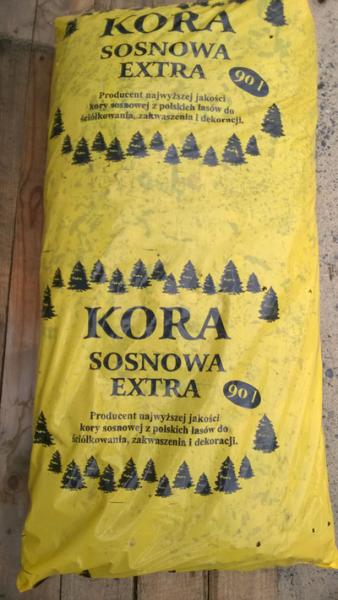 KORA
SOSNOWA
EXTRA
90 l
Producent najwyższej jakości
kory sosnowej z polskich lasów do
ściółkowania, zakwaszenia i dekoracji.
KORA
SOSNOWA
EXTRA
90 l
Producent najwyższej jakości
kory sosnowej z polskich lasów do
ściółkowania, zakwaszenia i dekoracji.